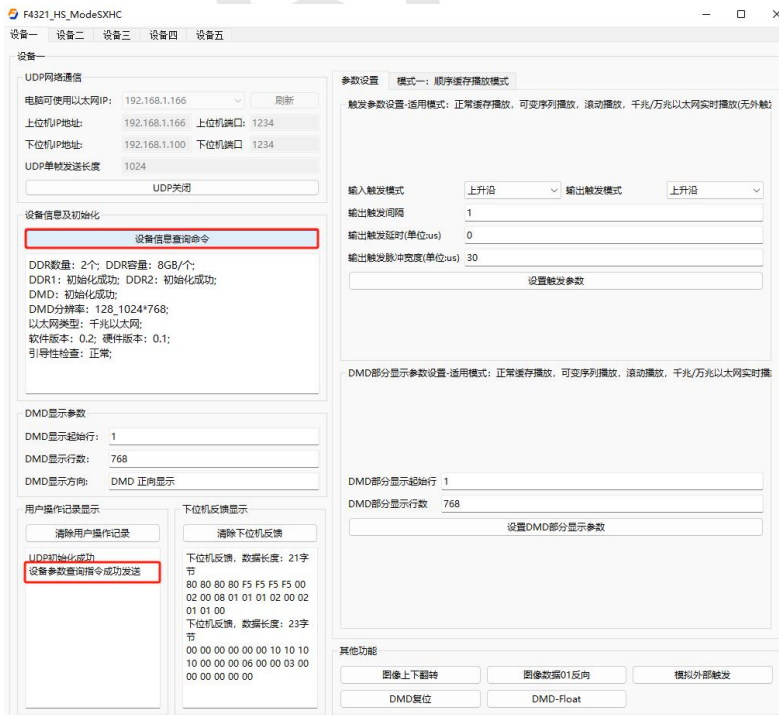 F4321_HS_ModeSXHC
设备一 设备二 设备三 设备四 设备五
设备一
UDP网络通信
电脑可使用以太网IP: 192.168.1.166 刷新
上位机IP地址: 192.168.1.166 上位机端口: 1234
下位机IP地址: 192.168.1.100 下位机端口 1234
UDP单帧发送长度 1024
UDP关闭
设备信息及初始化
设备信息查询命令
DDR数量: 2个; DDR容量: 8GB/个;
DDR1: 初始化成功; DDR2: 初始化成功;
DMD: 初始化成功;
DMD分辨率: 128_1024*768;
以太网类型: 千兆以太网;
软件版本: 0.2; 硬件版本: 0.1;
引导性检查: 正常;
DMD显示参数
DMD显示起始行: 1
DMD显示行数: 768
DMD显示方向: DMD 正向显示
用户操作记录显示
清除用户操作记录
UDP初始化成功
设备参数查询指令成功发送
下位机反馈显示
清除下位机反馈
下位机反馈, 数据长度: 21字
节
80 80 80 80 F5 F5 F5 F5 00
02 00 08 01 01 01 02 00 02
01 01 00
下位机反馈, 数据长度: 23字
节
00 00 00 00 00 00 10 10 10
10 00 00 00 06 00 00 03 00
00 00 00 00 00
参数设置 模式一: 顺序缓存播放模式
触发参数设置-适用模式: 正常缓存播放, 可变序列播放, 滚动播放, 千兆/万兆以太网实时播放(无外触
输入触发模式 上升沿 输出触发模式 上升沿
输出触发间隔 1
输出触发延时(单位:us) 0
输出触发脉冲宽度(单位:us) 30
设置触发参数
DMD部分显示参数设置-适用模式: 正常缓存播放, 可变序列播放, 滚动播放, 千兆/万兆以太网实时播
DMD部分显示起始行 1
DMD部分显示行数 768
设置DMD部分显示参数
其他功能
图像上下翻转 图像数据01反向 模拟外部触发
DMD复位 DMD-Float